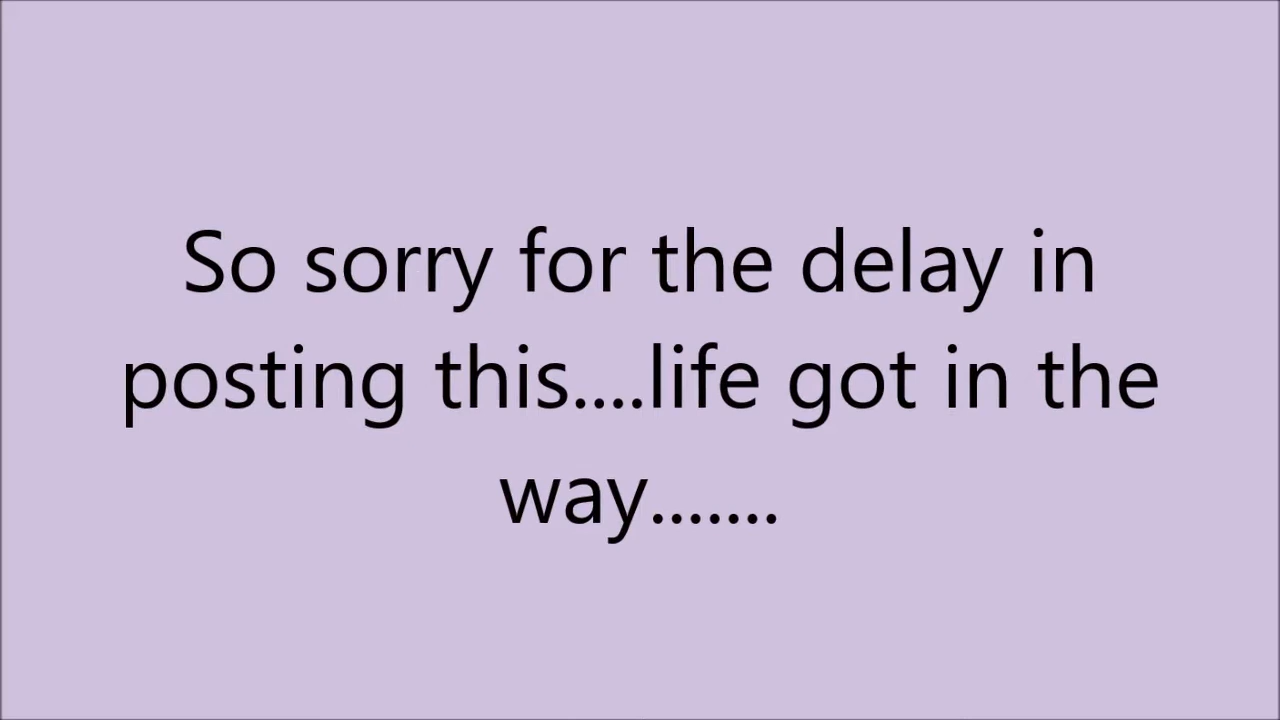 So sorry for the delay in
posting this....life got in the
way.......